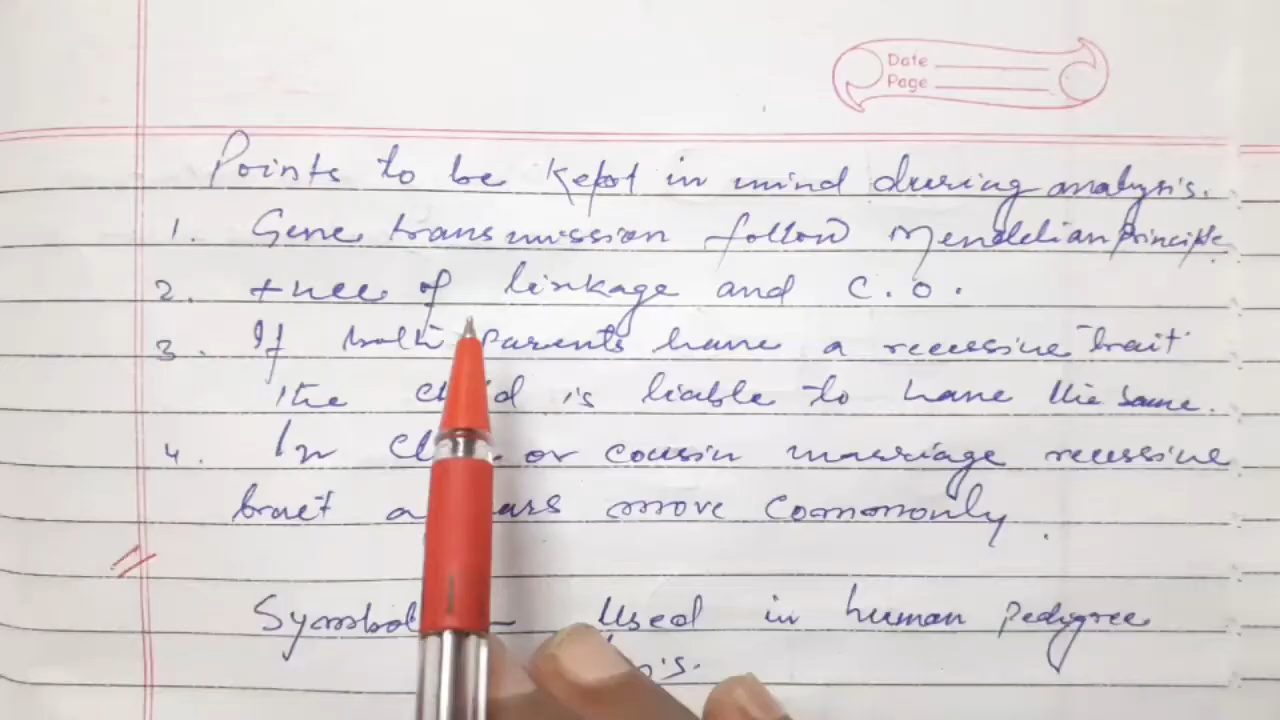 Date
Page
Points to be kept in mind during analysis.
1. Gene transmission follow Mendelian principle
2. +nce of linkage and C.O.
3. If both parents have a recessive trait
the child is liable to have the same.
4. In or cousin marriage recessive
trait more commonly.
Symbol - Used in human Pedigree